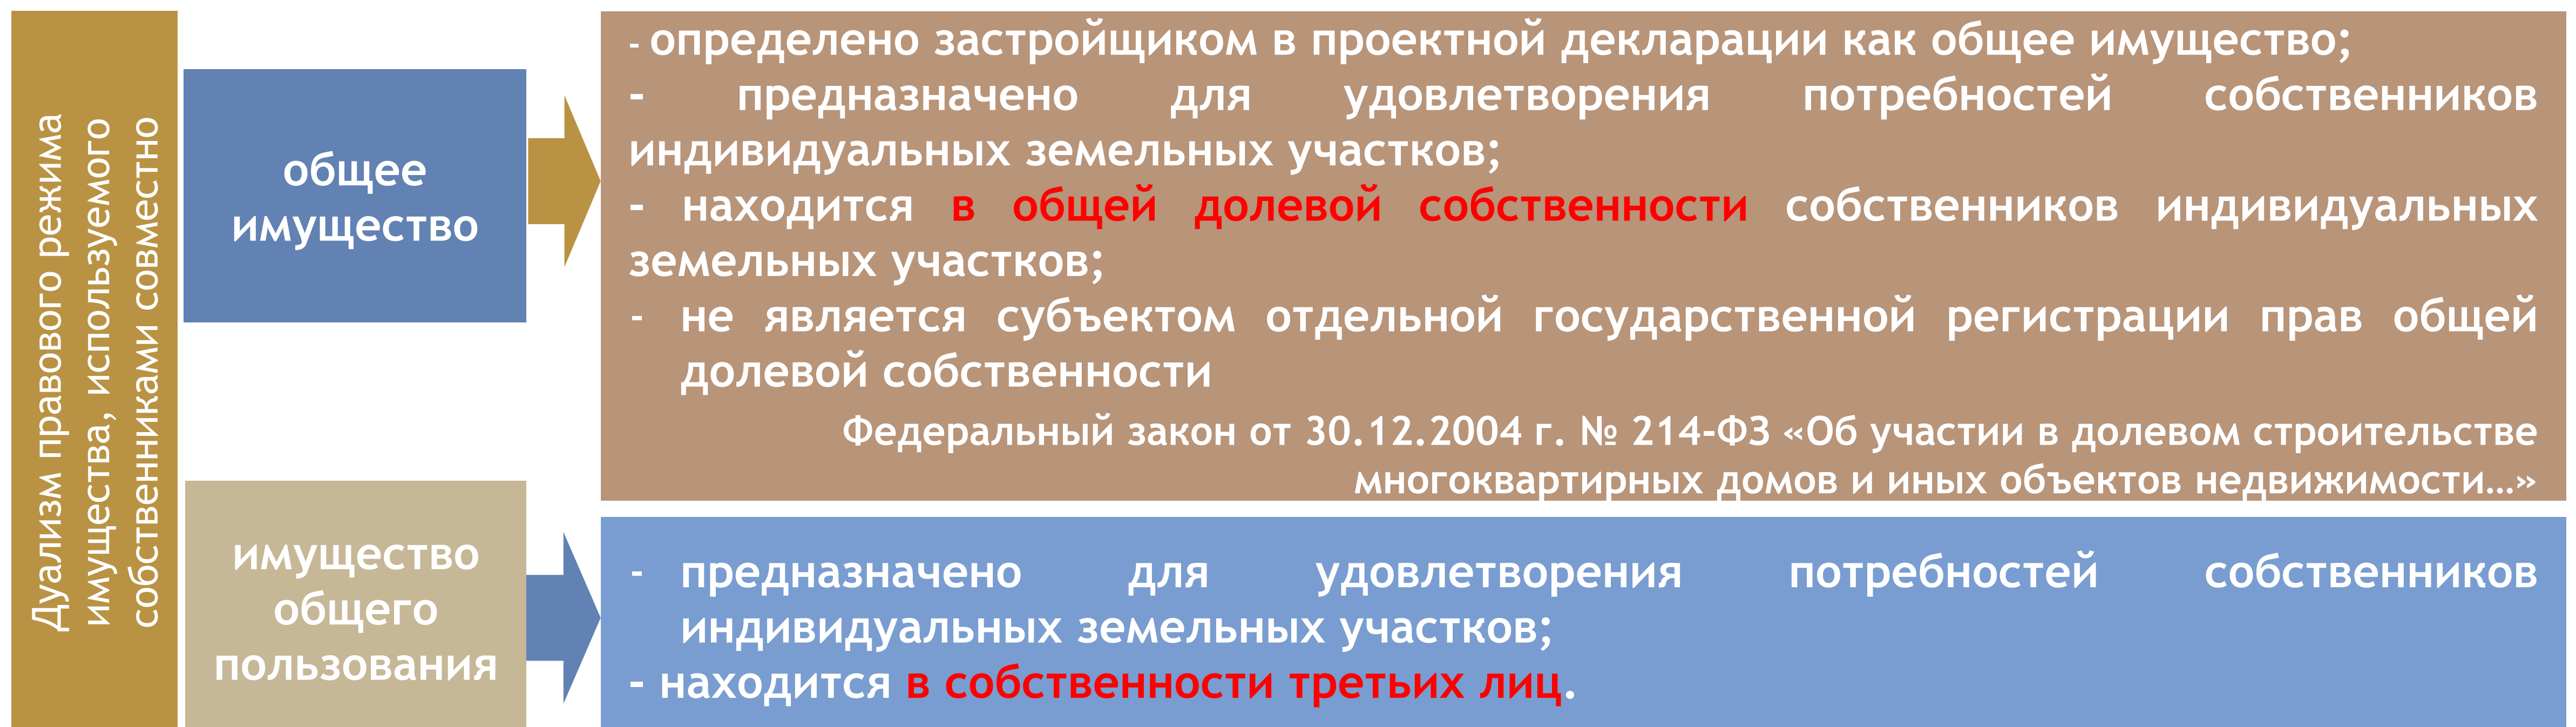 Дуализм правового режима
имущества, используемого
собственниками совместно
общее
имущество
- определено застройщиком в проектной декларации как общее имущество;
- предназначено для удовлетворения потребностей собственников
индивидуальных земельных участков;
- находится в общей долевой собственности собственников индивидуальных
земельных участков;
- не является субъектом отдельной государственной регистрации прав общей
долевой собственности
Федеральный закон от 30.12.2004 г. № 214-ФЗ «Об участии в долевом строительстве
многоквартирных домов и иных объектов недвижимости…»
имущество
общего
пользования
- предназначено для удовлетворения потребностей собственников
индивидуальных земельных участков;
- находится в собственности третьих лиц.